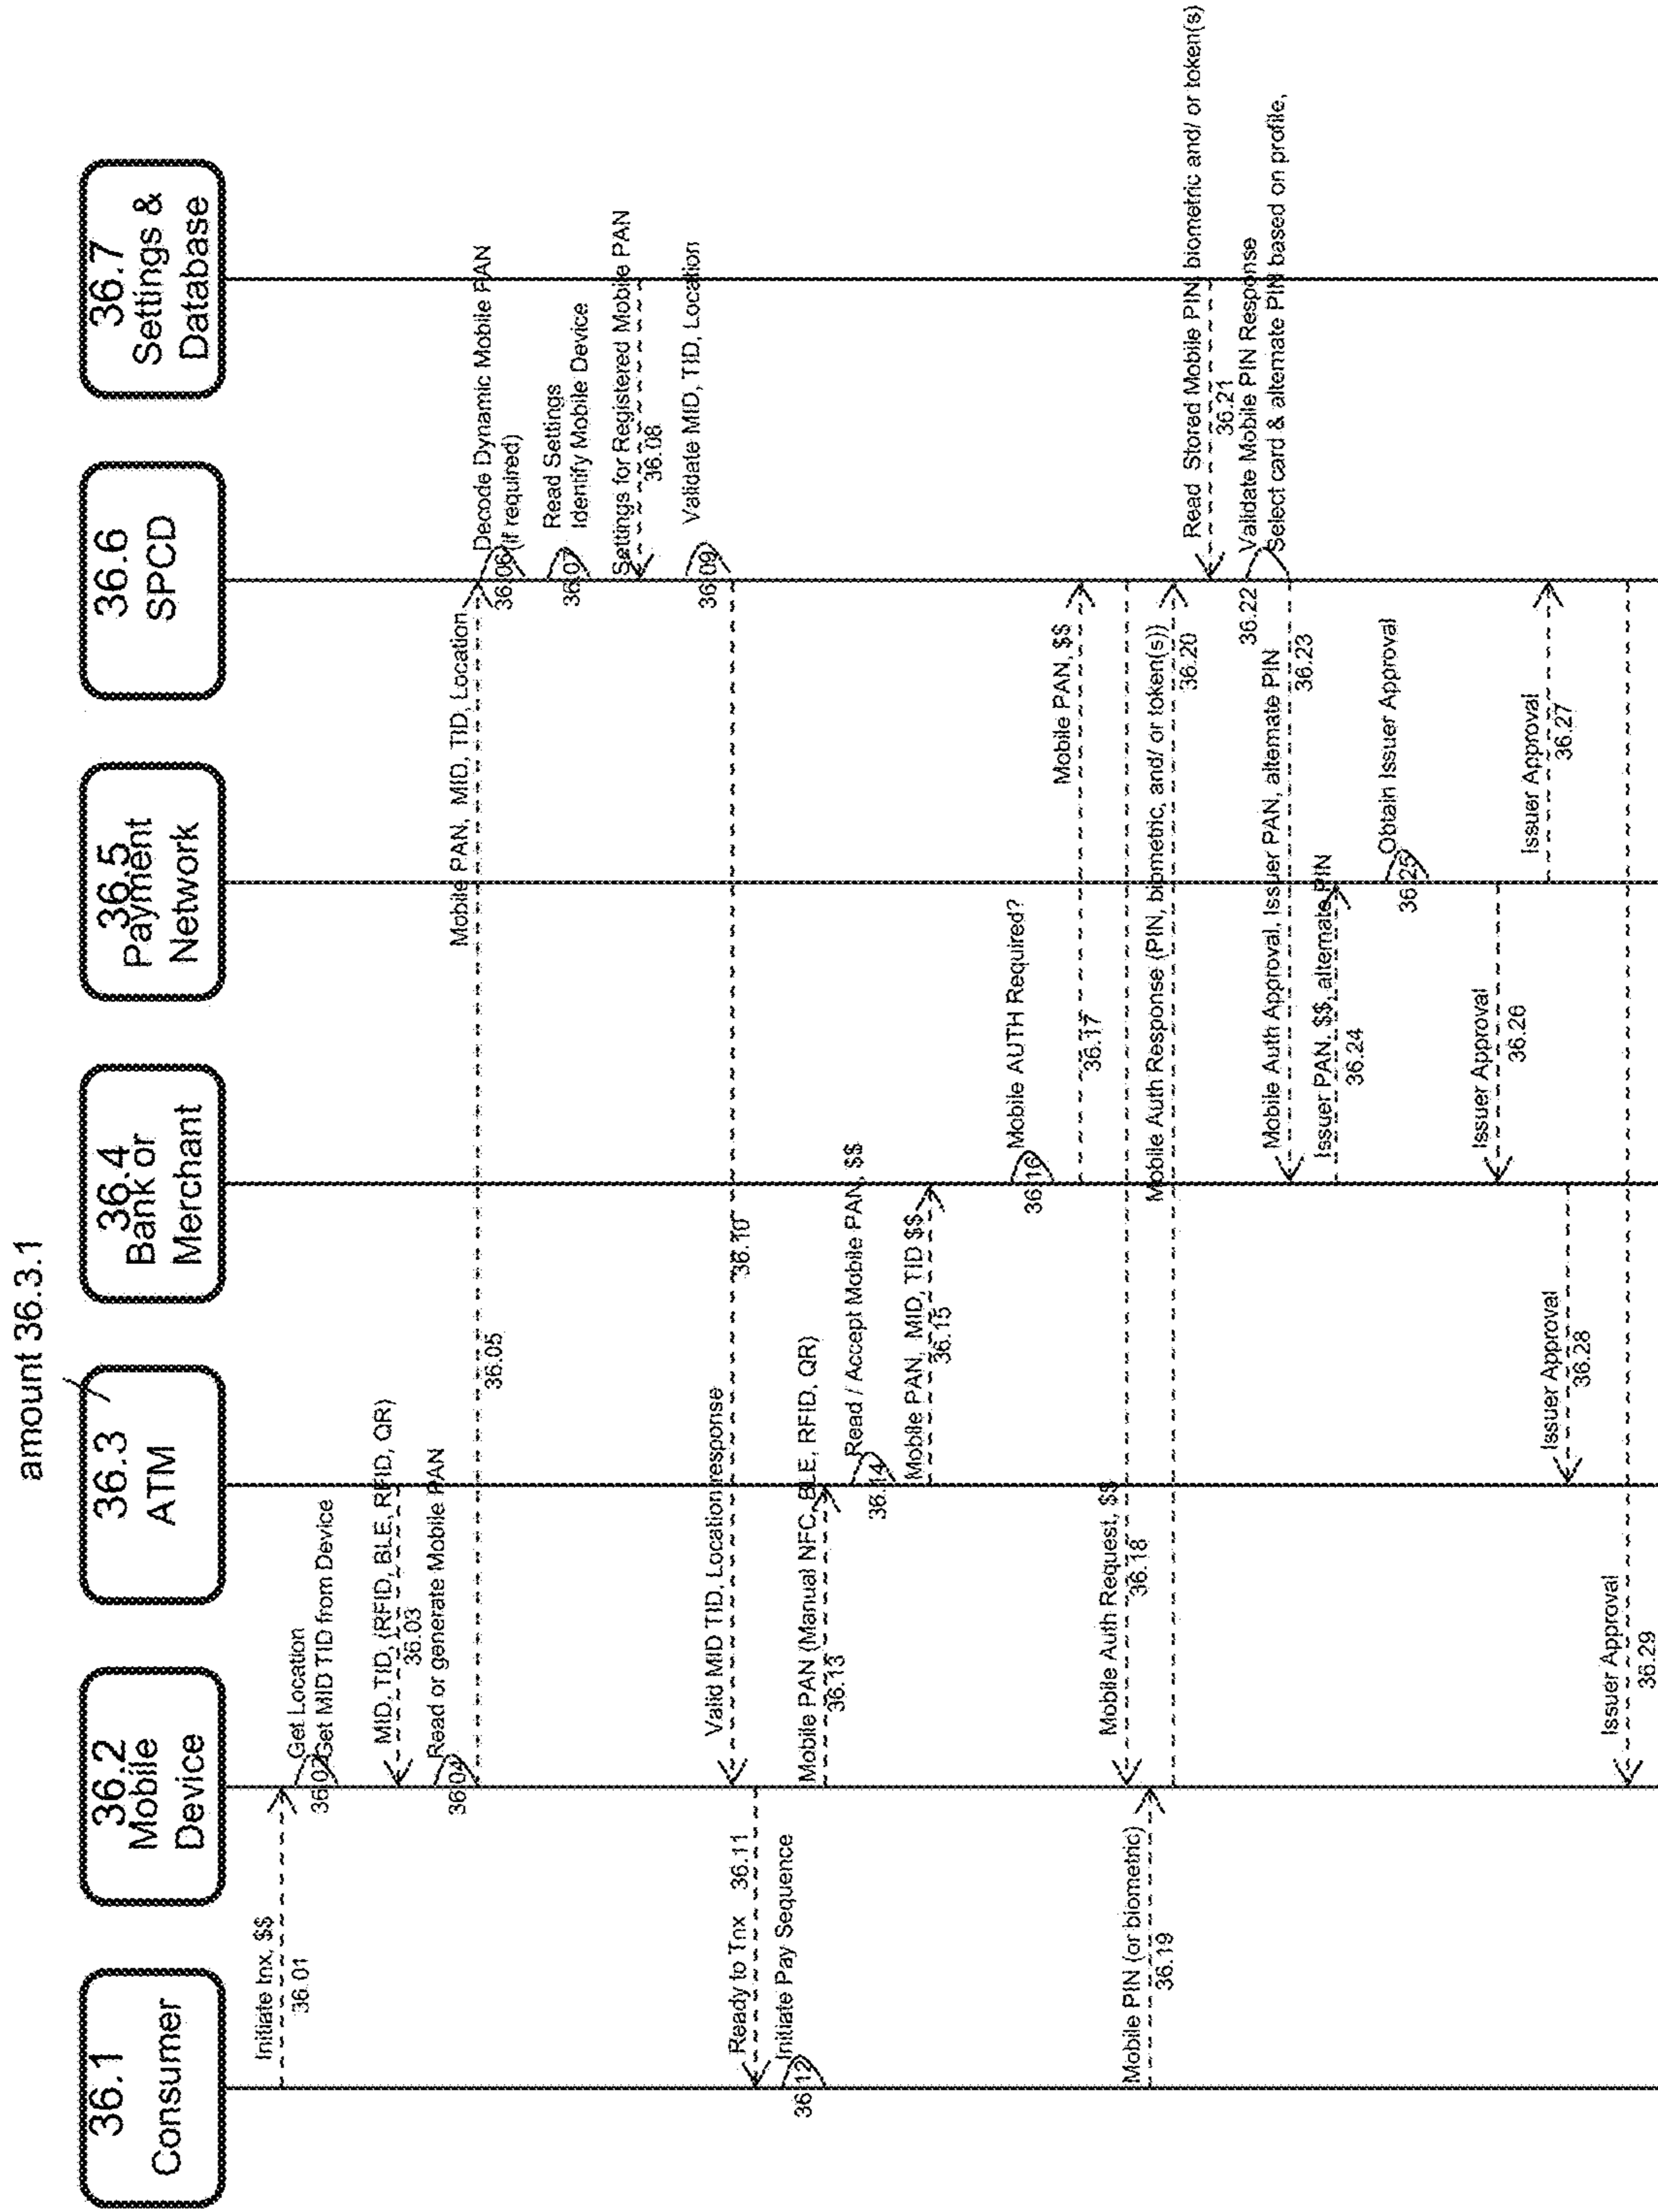 amount 36.3.1
36.1
Consumer
36.2
Mobile
Device
36.3
ATM
36.4
Bank or
Merchant
36.5
Payment
Network
36.6
SPCD
36.7
Settings &
Database
Initiate tnx, $$
36.01
Get Location
36.02
Get MID TID from Device
MID, TID, (RFID, BLE, RFID, QR)
36.03
Read or generate Mobile PAN
36.04
Mobile PAN, MID, TID, Location
36.05
Decode Dynamic Mobile PAN
36.06 (if required)
Read Settings
36.07
Identify Mobile Device
Settings for Registered Mobile PAN
36.08
Validate MID, TID, Location
36.09
Valid MID TID, Location response
36.10
Ready to Tnx 36.11
Initiate Pay Sequence
36.12
Mobile PAN (Manual NFC, BLE, RFID, QR)
36.13
Read / Accept Mobile PAN, $$
36.14
Mobile PAN, MID, TID $$
36.15
Mobile AUTH Required?
36.16
Mobile PAN, $$
36.17
Mobile Auth Request, $$
36.18
Mobile PIN (or biometric)
36.19
Mobile Auth Response (PIN, biometric, and/ or token(s))
36.20
Read Stored Mobile PIN, biometric and/ or token(s)
36.21
36.22 Validate Mobile PIN Response
Select card & alternate PIN based on profile,
Mobile Auth Approval, Issuer PAN, alternate PIN
36.23
Issuer PAN, $$, alternate PIN
36.24
Obtain Issuer Approval
36.25
Issuer Approval
36.26
Issuer Approval
36.27
Issuer Approval
36.28
Issuer Approval
36.29